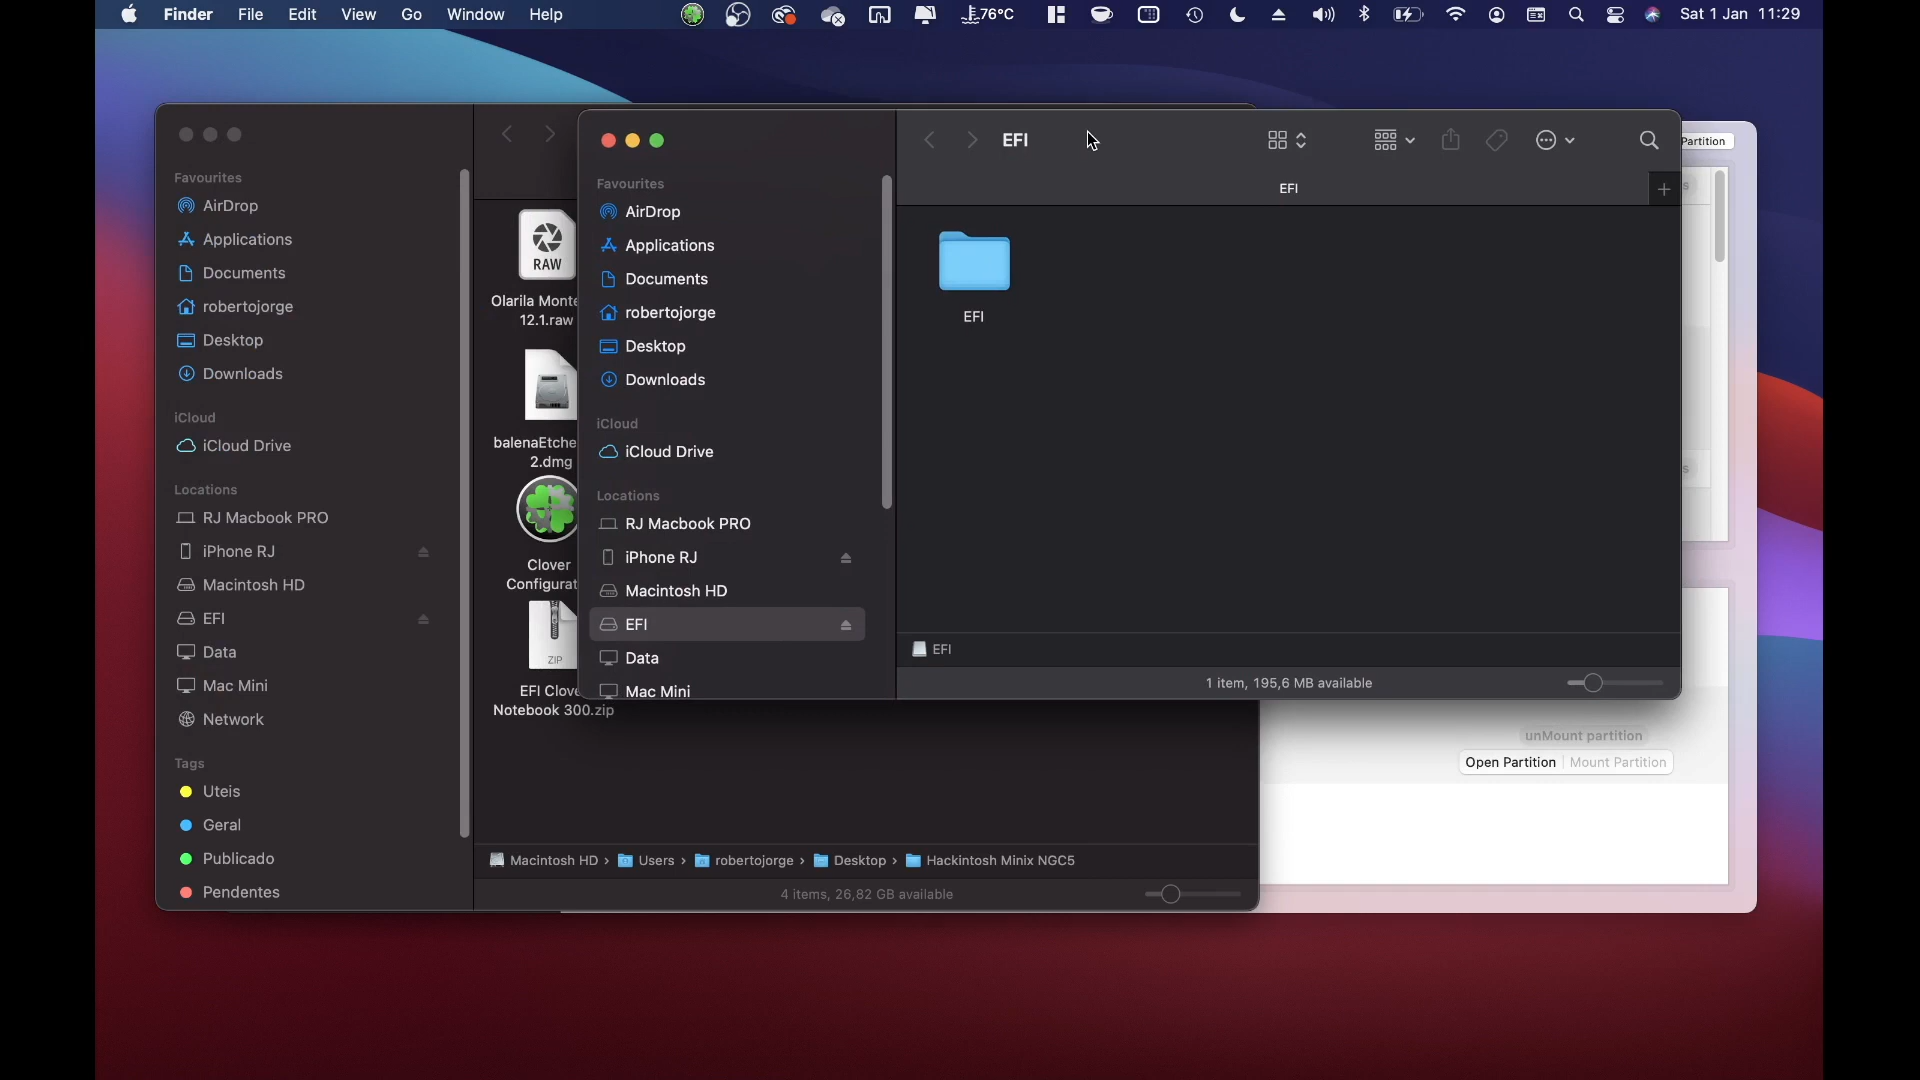 Finder File Edit View Go Window Help 76°C Sat 1 Jan 11:29
Favourites
AirDrop
Applications
Documents
robertojorge
Desktop
Downloads
iCloud
iCloud Drive
Locations
RJ Macbook PRO
iPhone RJ
Macintosh HD
EFI
Data
Mac Mini
Network
Tags
Uteis
Geral
Publicado
Pendentes
RAW
Olarila Monte
12.1.raw
balenaEtche
2.dmg
Clover
Configurat
ZIP
EFI Clove
Notebook 300.zip
Macintosh HD › Users › robertojorge › Desktop › Hackintosh Minix NGC5
4 items, 26,82 GB available
EFI
Favourites
AirDrop
Applications
Documents
robertojorge
Desktop
Downloads
iCloud
iCloud Drive
Locations
RJ Macbook PRO
iPhone RJ
Macintosh HD
EFI
Data
Mac Mini
EFI
EFI
EFI
1 item, 195,6 MB available
Partition
s
s
unMount partition
Open Partition Mount Partition